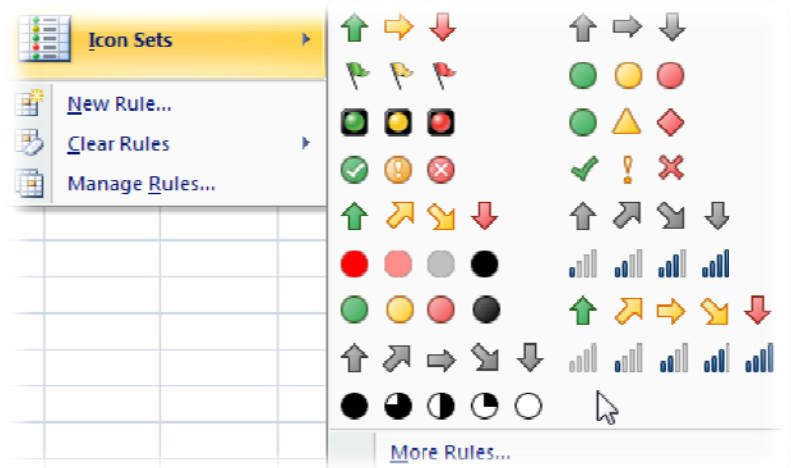 Icon Sets
New Rule...
Clear Rules
Manage Rules...
More Rules...